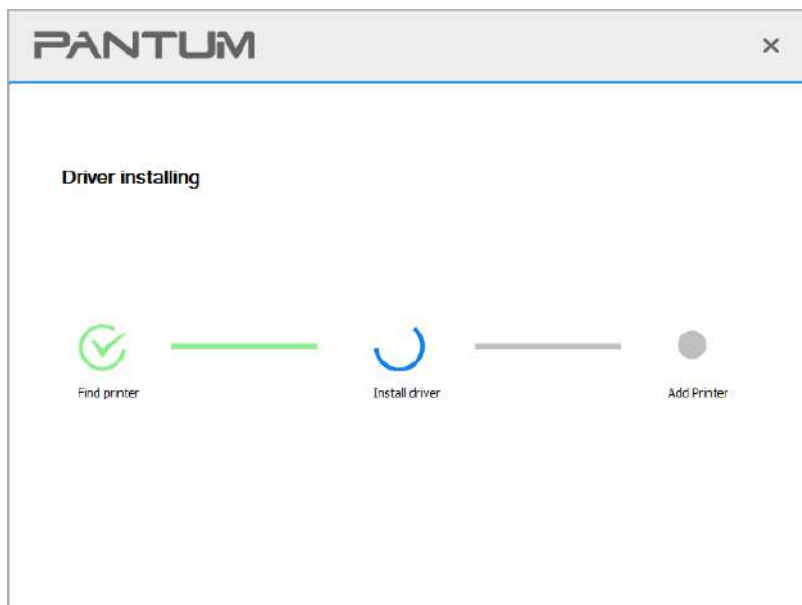 PANTUM
Driver installing
Find printer
Install driver
Add Printer